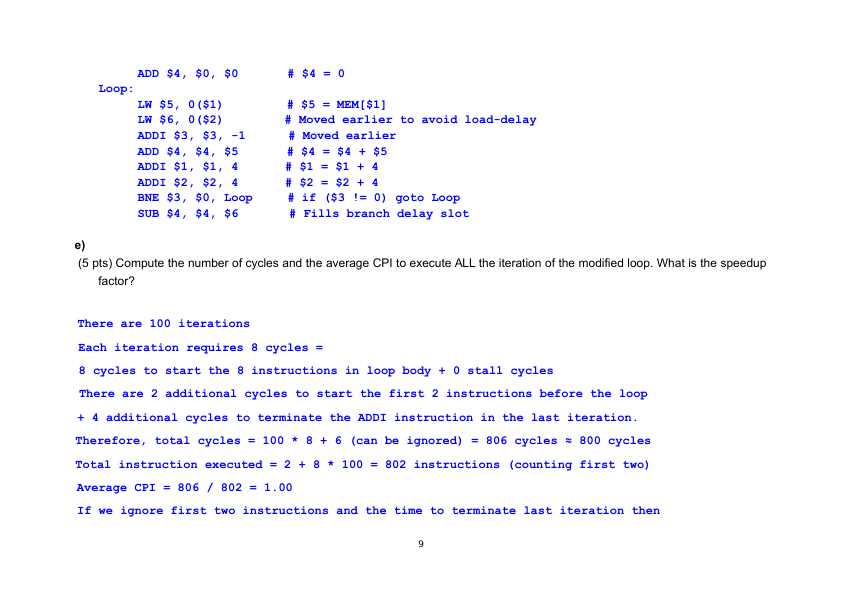 ADD $4, $0, $0 # $4 = 0
Loop:
LW $5, 0($1) # $5 = MEM[$1]
LW $6, 0($2) # Moved earlier to avoid load-delay
ADDI $3, $3, -1 # Moved earlier
ADD $4, $4, $5 # $4 = $4 + $5
ADDI $1, $1, 4 # $1 = $1 + 4
ADDI $2, $2, 4 # $2 = $2 + 4
BNE $3, $0, Loop # if ($3 != 0) goto Loop
SUB $4, $4, $6 # Fills branch delay slot
e)
(5 pts) Compute the number of cycles and the average CPI to execute ALL the iteration of the modified loop. What is the speedup
factor?
There are 100 iterations
Each iteration requires 8 cycles =
8 cycles to start the 8 instructions in loop body + 0 stall cycles
There are 2 additional cycles to start the first 2 instructions before the loop
+ 4 additional cycles to terminate the ADDI instruction in the last iteration.
Therefore, total cycles = 100 * 8 + 6 (can be ignored) = 806 cycles ≈ 800 cycles
Total instruction executed = 2 + 8 * 100 = 802 instructions (counting first two)
Average CPI = 806 / 802 = 1.00
If we ignore first two instructions and the time to terminate last iteration then
9